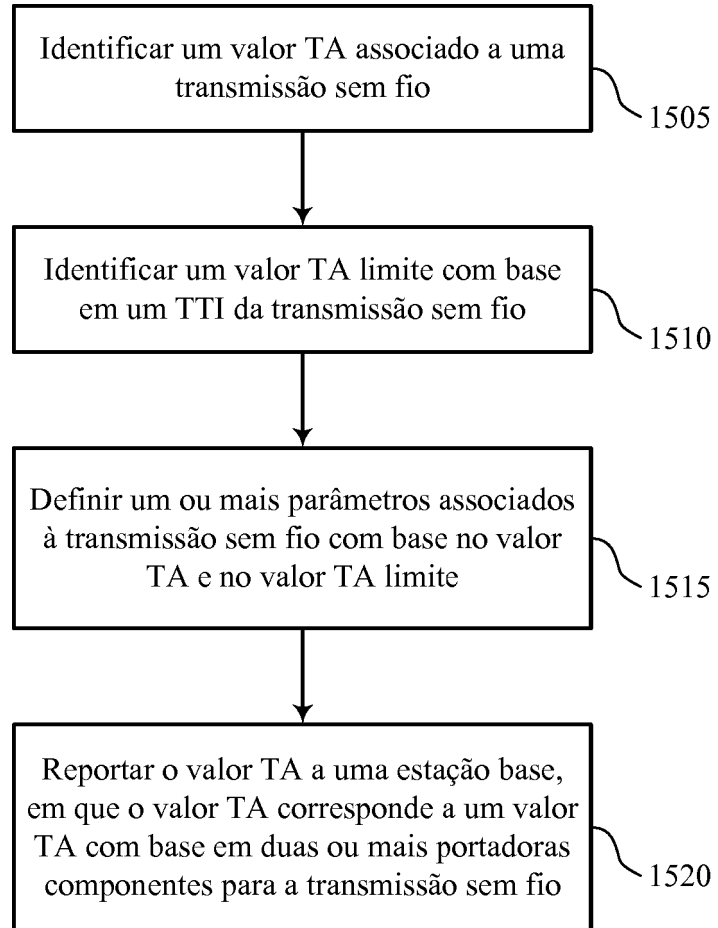 Identificar um valor TA associado a uma
transmissão sem fio
1505
Identificar um valor TA limite com base
em um TTI da transmissão sem fio
1510
Definir um ou mais parâmetros associados
à transmissão sem fio com base no valor
TA e no valor TA limite
1515
Reportar o valor TA a uma estação base,
em que o valor TA corresponde a um valor
TA com base em duas ou mais portadoras
componentes para a transmissão sem fio
1520